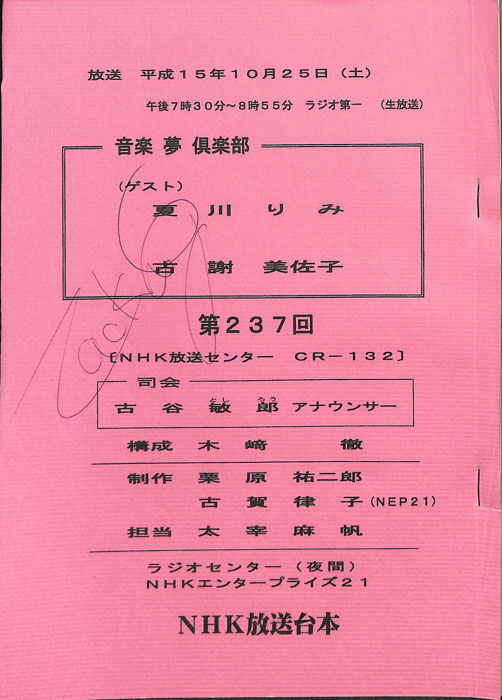 放送 平成15年10月25日（土）
午後7時30分～8時55分 ラジオ第一 （生放送）
音楽 夢 倶楽部
（ゲスト）
夏 川 り み
古 謝 美佐子
第237回
［NHK放送センター CR－132］
司会
古 谷 敏 郎 アナウンサー
とし ろう
構成 木 﨑 徹
制作 栗 原 祐二郎
古 賀 律 子（NEP21）
担当 太 宰 麻 帆
ラジオセンター（夜間）
NHKエンタープライズ21
NHK放送台本